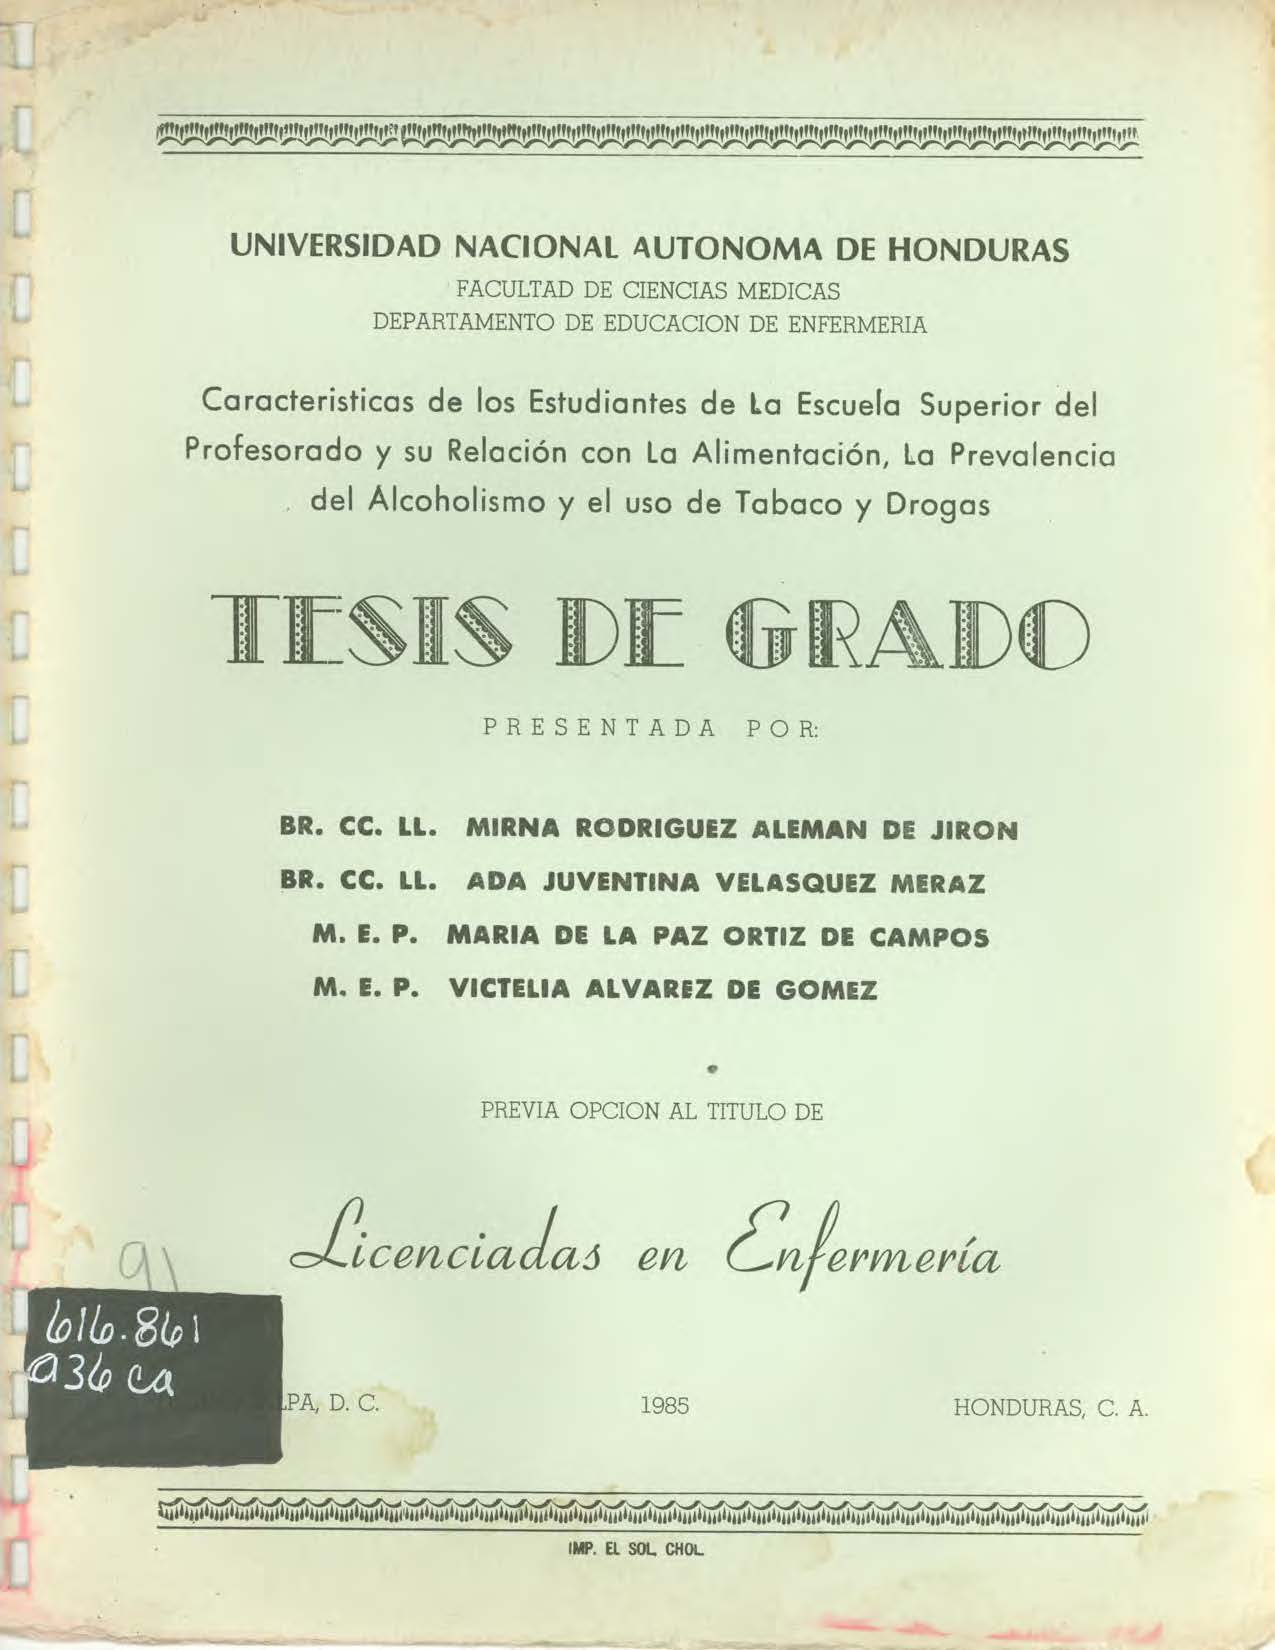 UNIVERSIDAD NACIONAL AUTONOMA DE HONDURAS
FACULTAD DE CIENCIAS MEDICAS
DEPARTAMENTO DE EDUCACION DE ENFERMERIA
Caracteristicas de los Estudiantes de La Escuela Superior del
Profesorado y su Relación con La Alimentación, La Prevalencia
del Alcoholismo y el uso de Tabaco y Drogas
TESIS DE GRADO
PRESENTADA POR:
BR. CC. LL. MIRNA RODRIGUEZ ALEMAN DE JIRON
BR. CC. LL. ADA JUVENTINA VELASQUEZ MERAZ
M. E. P. MARIA DE LA PAZ ORTIZ DE CAMPOS
M. E. P. VICTELIA ALVAREZ DE GOMEZ
PREVIA OPCION AL TITULO DE
Licenciadas en Enfermería
91
616.861
A36 ca
D. C. 1985 HONDURAS, C. A.
IMP. EL SOL, CHOL.